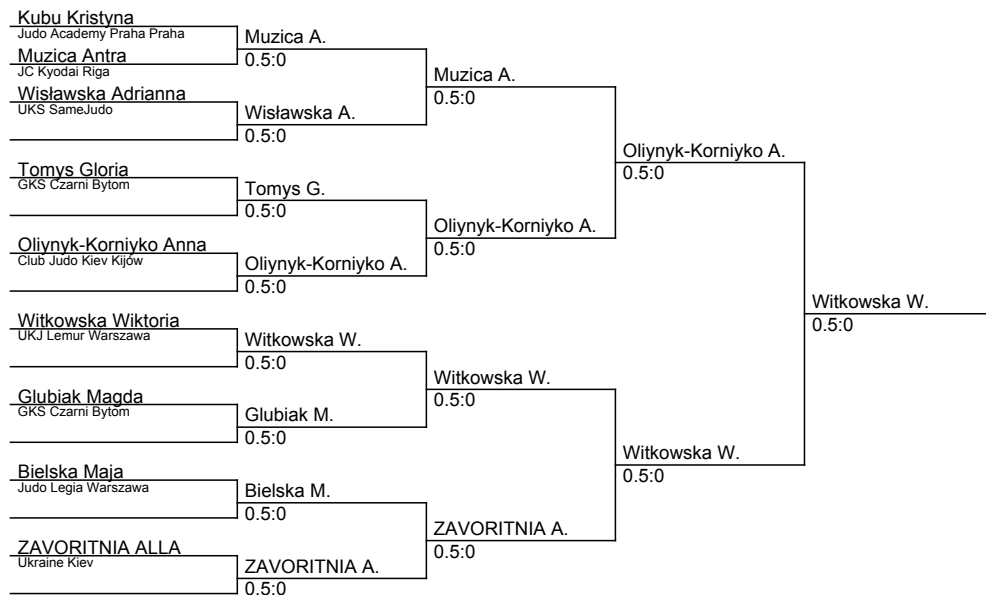 Kubu Kristyna
Judo Academy Praha Praha
Muzica Antra
JC Kyodai Riga
Wisławska Adrianna
UKS SameJudo
Tomys Gloria
GKS Czarni Bytom
Oliynyk-Korniyko Anna
Club Judo Kiev Kijów
Witkowska Wiktoria
UKJ Lemur Warszawa
Glubiak Magda
GKS Czarni Bytom
Bielska Maja
Judo Legia Warszawa
ZAVORITNIA ALLA
Ukraine Kiev
Muzica A.
0.5:0
Wisławska A.
0.5:0
Tomys G.
0.5:0
Oliynyk-Korniyko A.
0.5:0
Witkowska W.
0.5:0
Glubiak M.
0.5:0
Bielska M.
0.5:0
ZAVORITNIA A.
0.5:0
Muzica A.
0.5:0
Oliynyk-Korniyko A.
0.5:0
Witkowska W.
0.5:0
ZAVORITNIA A.
0.5:0
Oliynyk-Korniyko A.
0.5:0
Witkowska W.
0.5:0
Witkowska W.
0.5:0